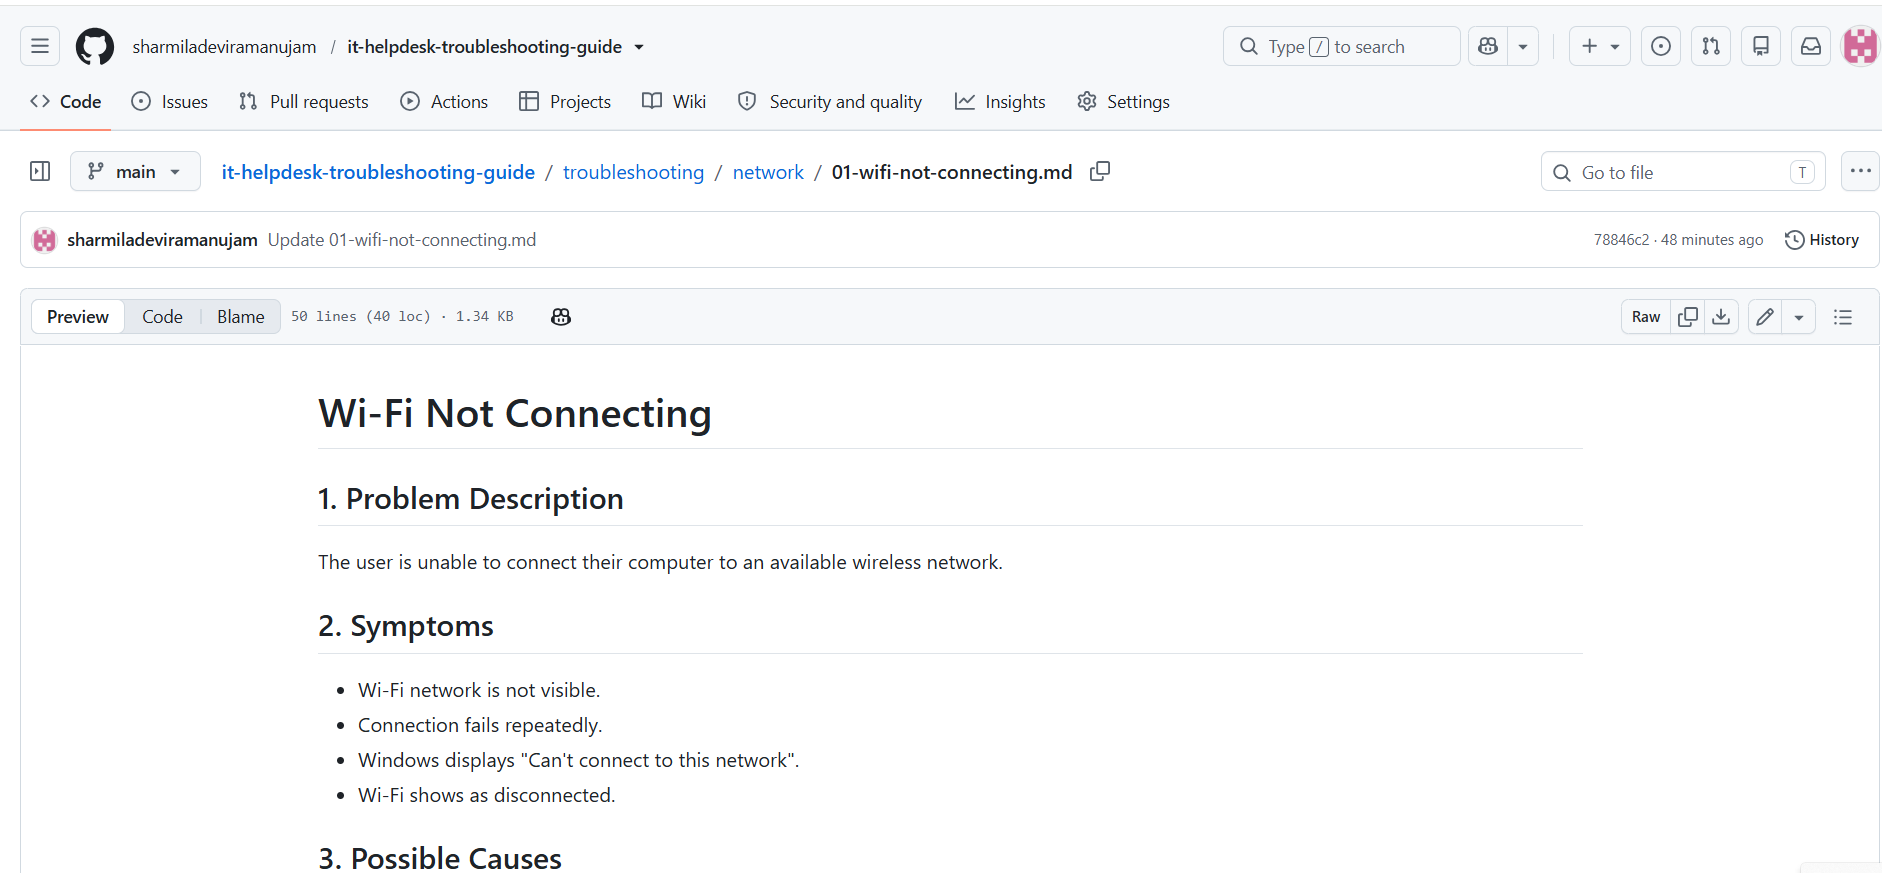 sharmiladeviramanujam / it-helpdesk-troubleshooting-guide
Type / to search
Code Issues Pull requests Actions Projects Wiki Security and quality Insights Settings
main
it-helpdesk-troubleshooting-guide / troubleshooting / network / 01-wifi-not-connecting.md
Go to file T
sharmiladeviramanujam Update 01-wifi-not-connecting.md
78846c2 · 48 minutes ago History
Preview Code Blame 50 lines (40 loc) · 1.34 KB
Raw
Wi-Fi Not Connecting
1. Problem Description
The user is unable to connect their computer to an available wireless network.
2. Symptoms
• Wi-Fi network is not visible.
• Connection fails repeatedly.
• Windows displays "Can't connect to this network".
• Wi-Fi shows as disconnected.
3. Possible Causes